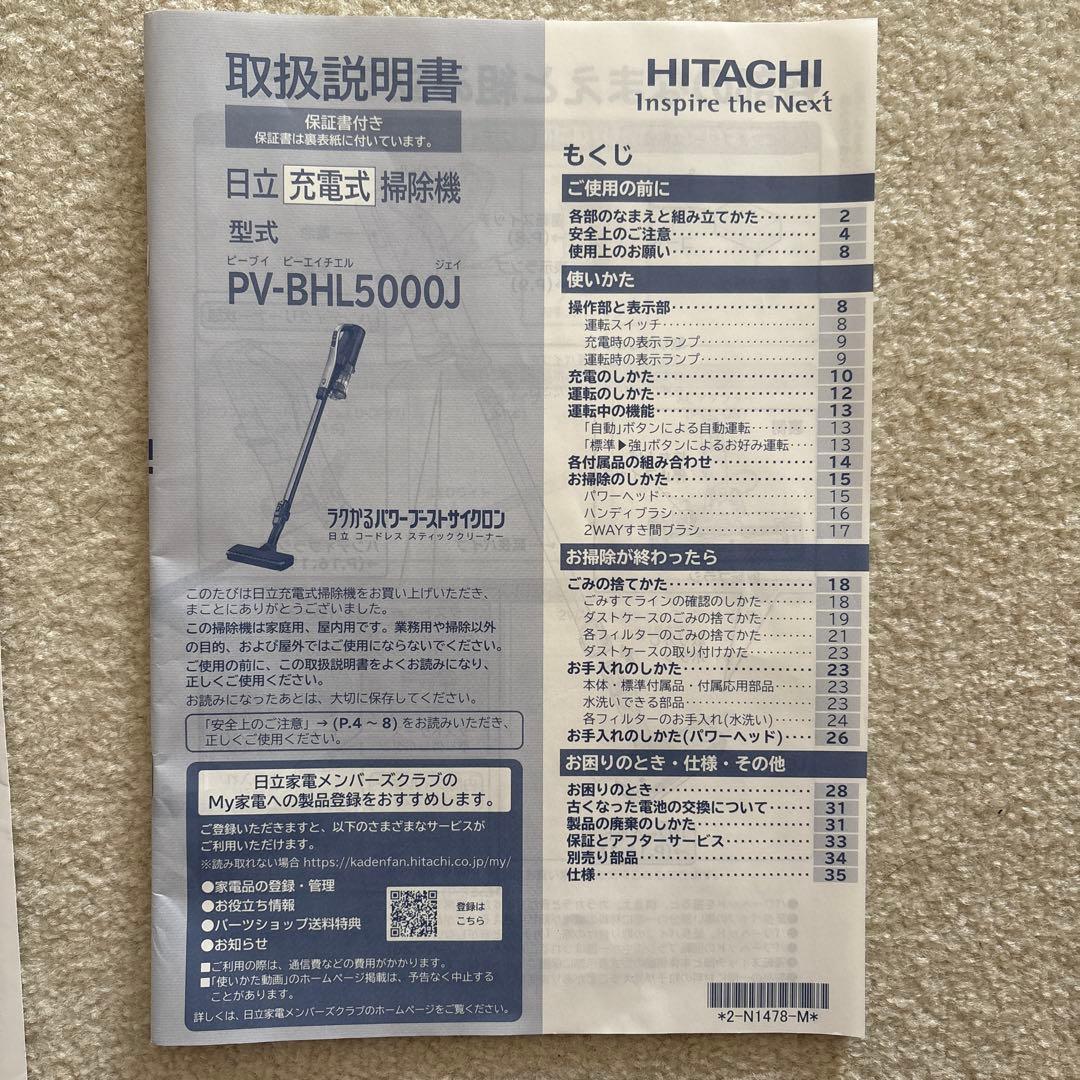 取扱説明書
保証書付き
保証書は裏表紙に付いています。
日立 充電式 掃除機
型式
ピーブイ ビーエイチエル ジェイ
PV-BHL5000J
ラクかるパワーブーストサイクロン
日立 コードレス スティッククリーナー
このたびは日立充電式掃除機をお買い上げいただき、
まことにありがとうございました。
この掃除機は家庭用、屋内用です。業務用や掃除以外
の目的、および屋外ではご使用にならないでください。
ご使用の前に、この取扱説明書をよくお読みになり、
正しくご使用ください。
お読みになったあとは、大切に保存してください。
「安全上のご注意」→ (P.4 ～ 8) をお読みいただき、
正しくご使用ください。
日立家電メンバーズクラブの
My家電への製品登録をおすすめします。
ご登録いただきますと、以下のさまざまなサービスが
ご利用いただけます。
※読み取れない場合 https://kadenfan.hitachi.co.jp/my/
●家電品の登録・管理
●お役立ち情報
●パーツショップ送料特典
●お知らせ
登録は
こちら
■ご利用の際は、通信費などの費用がかかります。
■「使いかた動画」のホームページ掲載は、予告なく中止する
ことがあります。
詳しくは、日立家電メンバーズクラブのホームページをご覧ください。
HITACHI
Inspire the Next
もくじ
ご使用の前に
各部のなまえと組み立てかた‥‥‥‥ 2
安全上のご注意‥‥‥‥‥‥‥‥ 4
使用上のお願い‥‥‥‥‥‥‥‥ 8
使いかた
操作部と表示部‥‥‥‥‥‥‥‥ 8
運転スイッチ‥‥‥‥‥‥‥‥ 8
充電時の表示ランプ‥‥‥‥‥‥ 9
運転時の表示ランプ‥‥‥‥‥‥ 9
充電のしかた‥‥‥‥‥‥‥‥ 10
運転のしかた‥‥‥‥‥‥‥‥ 12
運転中の機能‥‥‥‥‥‥‥‥ 13
「自動」ボタンによる自動運転‥‥‥‥ 13
「標準▶強」ボタンによるお好み運転‥‥ 13
各付属品の組み合わせ‥‥‥‥‥‥ 14
お掃除のしかた‥‥‥‥‥‥‥‥ 15
パワーヘッド‥‥‥‥‥‥‥‥ 15
ハンディブラシ‥‥‥‥‥‥‥ 16
2WAYすき間ブラシ‥‥‥‥‥‥ 17
お掃除が終わったら
ごみの捨てかた‥‥‥‥‥‥‥‥ 18
ごみすてラインの確認のしかた‥‥‥ 18
ダストケースのごみの捨てかた‥‥‥ 19
各フィルターのごみの捨てかた‥‥‥ 21
ダストケースの取り付けかた‥‥‥‥ 23
お手入れのしかた‥‥‥‥‥‥‥ 23
本体・標準付属品・付属応用部品‥‥‥ 23
水洗いできる部品‥‥‥‥‥‥‥ 23
各フィルターのお手入れ(水洗い)‥‥‥ 24
お手入れのしかた(パワーヘッド)‥‥ 26
お困りのとき・仕様・その他
お困りのとき‥‥‥‥‥‥‥‥ 28
古くなった電池の交換について‥‥‥ 31
製品の廃棄のしかた‥‥‥‥‥‥‥ 31
保証とアフターサービス‥‥‥‥‥ 33
別売り部品‥‥‥‥‥‥‥‥‥ 34
仕様‥‥‥‥‥‥‥‥‥‥‥ 35
*2-N1478-M*